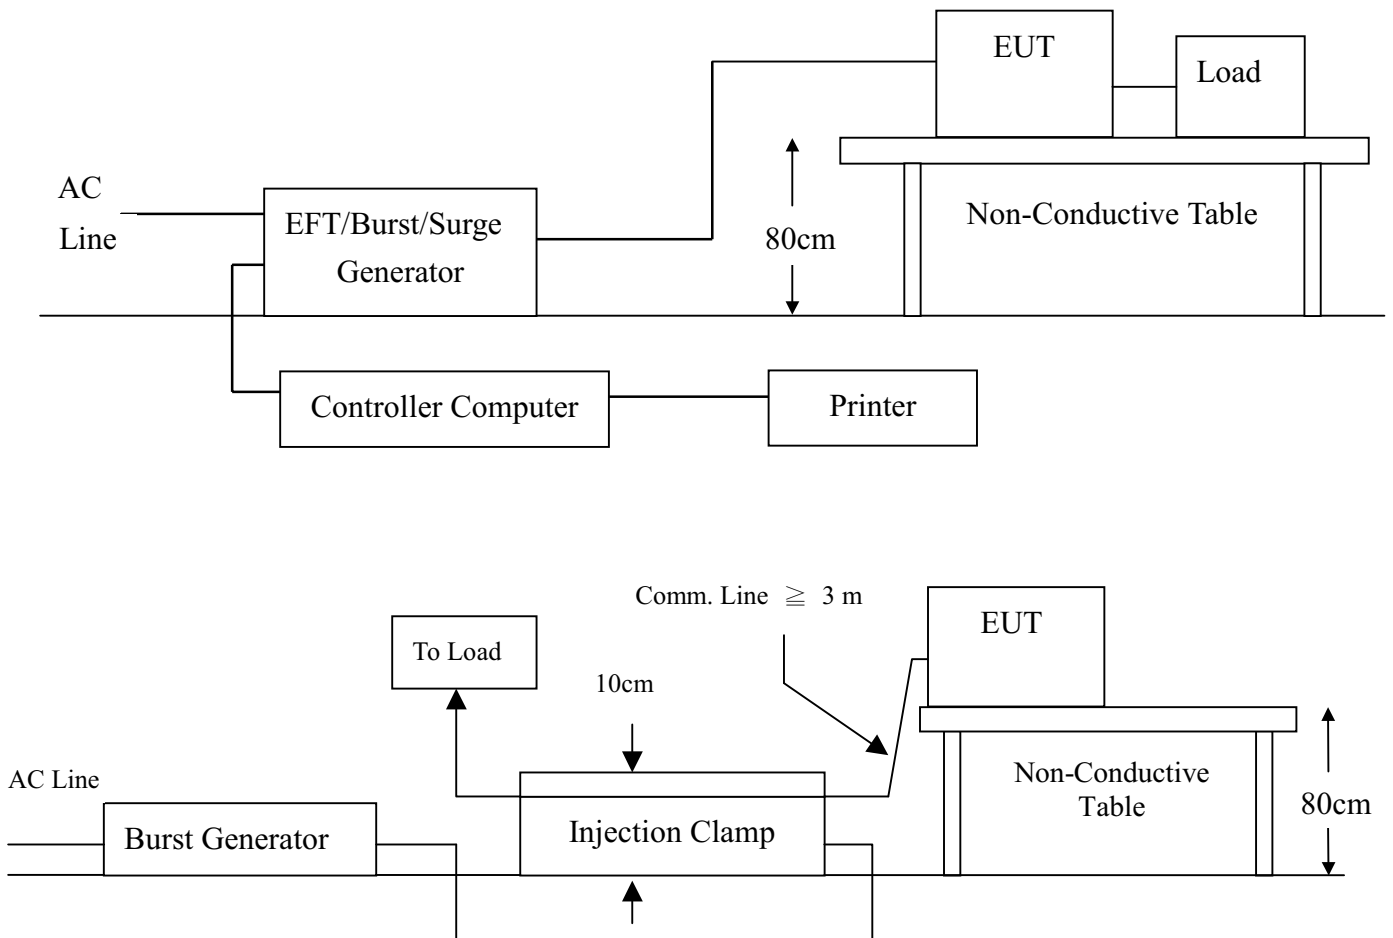 EUT
Load
AC
Line
EFT/Burst/Surge
Generator
80cm
Non-Conductive Table
Controller Computer
Printer
Comm. Line ≧ 3 m
EUT
To Load
10cm
AC Line
Non-Conductive
Table
80cm
Burst Generator
Injection Clamp